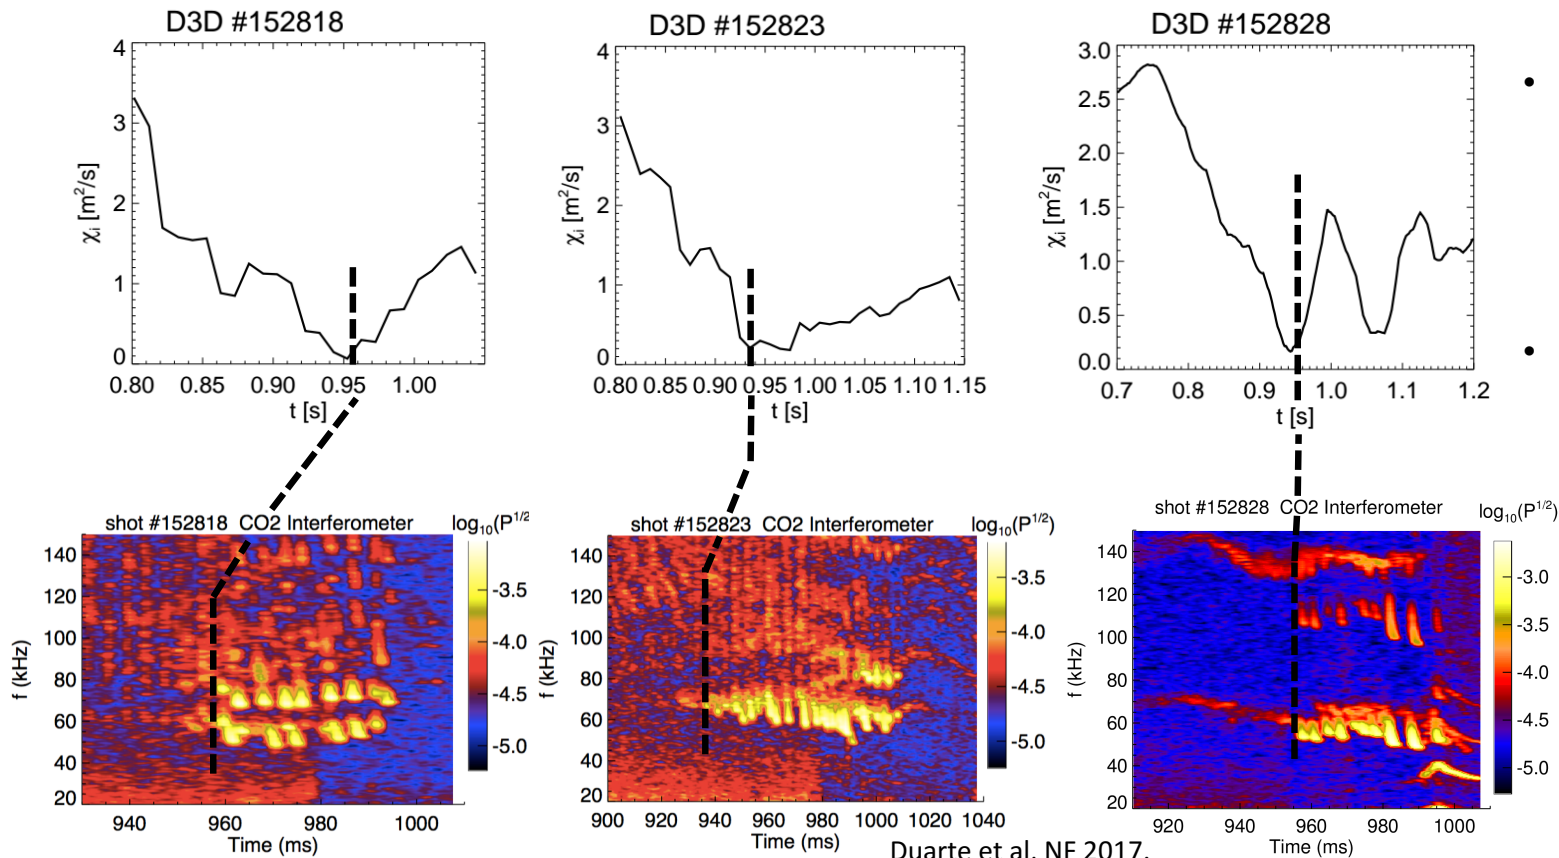 D3D #152818
4
3
2
1
0
χi [m²/s]
0.80 0.85 0.90 0.95 1.00
t [s]
D3D #152823
4
3
2
1
0
χi [m²/s]
0.80 0.85 0.90 0.95 1.00 1.05 1.10 1.15
t [s]
D3D #152828
3.0
2.5
2.0
1.5
1.0
0.5
0.0
χi [m²/s]
0.7 0.8 0.9 1.0 1.1 1.2
t [s]
•
•
shot #152818 CO2 Interferometer
log10(P^1/2
140
120
100
80
60
40
20
f (kHz)
940 960 980 1000
Time (ms)
-3.5
-4.0
-4.5
-5.0
shot #152823 CO2 Interferometer
log10(P^1/2)
140
120
100
80
60
40
20
f (kHz)
900 920 940 960 980 1000 1020 1040
Time (ms)
-3.5
-4.0
-4.5
-5.0
shot #152828 CO2 Interferometer
log10(P^1/2)
140
120
100
80
60
40
20
f (kHz)
920 940 960 980 1000
Time (ms)
-3.0
-3.5
-4.0
-4.5
-5.0
Duarte et al, NF 2017.